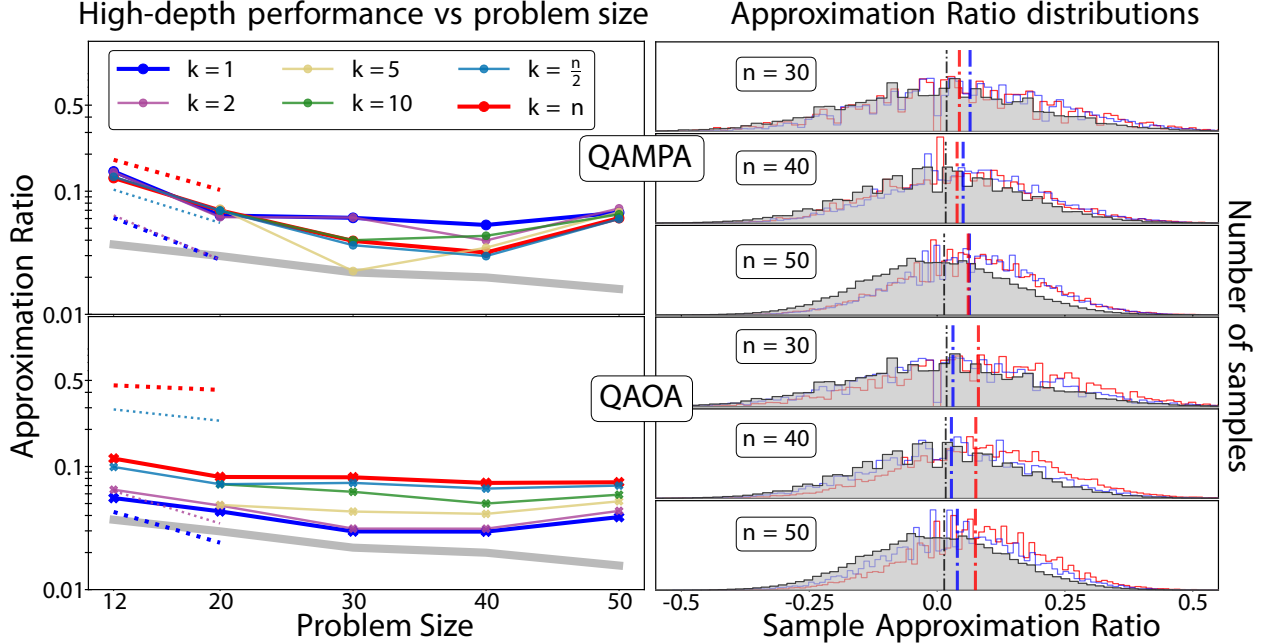 High-depth performance vs problem size
Approximation Ratio distributions
k = 1
k = 5
k = n/2
k = 2
k = 10
k = n
0.5
0.1
0.01
0.5
0.1
0.01
12
20
30
40
50
Approximation Ratio
Problem Size
QAMPA
QAOA
n = 30
n = 40
n = 50
n = 30
n = 40
n = 50
-0.5
-0.25
0.0
0.25
0.5
Sample Approximation Ratio
Number of samples